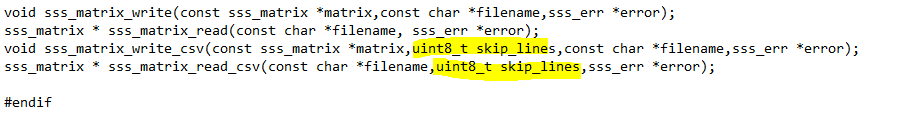 void sss_matrix_write(const sss_matrix *matrix,const char *filename,sss_err *error);
sss_matrix * sss_matrix_read(const char *filename, sss_err *error);
void sss_matrix_write_csv(const sss_matrix *matrix,uint8_t skip_lines,const char *filename,sss_err *error);
sss_matrix * sss_matrix_read_csv(const char *filename,uint8_t skip_lines,sss_err *error);
#endif